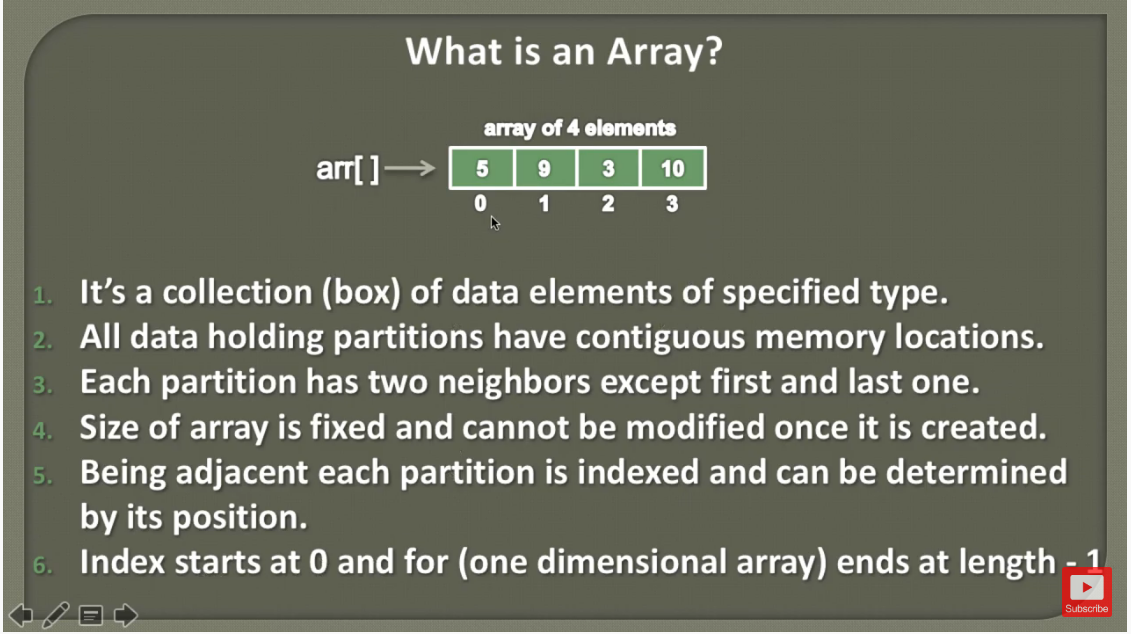 What is an Array?
array of 4 elements
arr[ ]
5 9 3 10
0 1 2 3
1. It's a collection (box) of data elements of specified type.
2. All data holding partitions have contiguous memory locations.
3. Each partition has two neighbors except first and last one.
4. Size of array is fixed and cannot be modified once it is created.
5. Being adjacent each partition is indexed and can be determined
by its position.
6. Index starts at 0 and for (one dimensional array) ends at length - 1
Subscribe